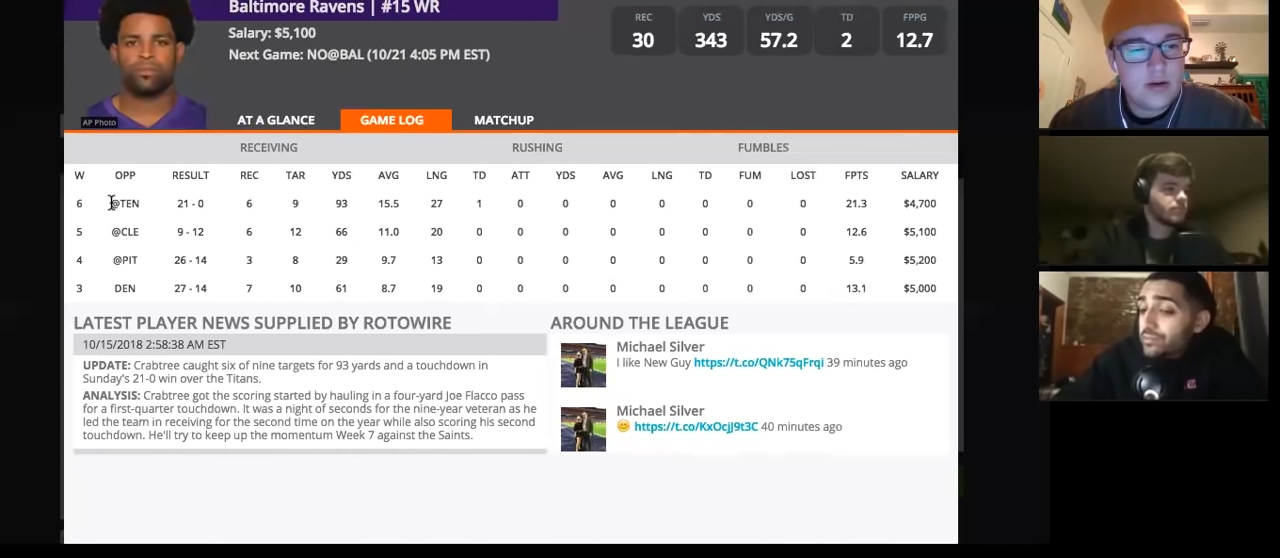 Baltimore Ravens | #15 WR
Salary: $5,100
Next Game: NO@BAL (10/21 4:05 PM EST)
REC YDS YDS/G TD FPPG
30 343 57.2 2 12.7
AP Photo
AT A GLANCE GAME LOG MATCHUP
RECEIVING RUSHING FUMBLES
W OPP RESULT REC TAR YDS AVG LNG TD ATT YDS AVG LNG TD FUM LOST FPTS SALARY
6 @TEN 21 - 0 6 9 93 15.5 27 1 0 0 0 0 0 0 0 21.3 $4,700
5 @CLE 9 - 12 6 12 66 11.0 20 0 0 0 0 0 0 0 0 12.6 $5,100
4 @PIT 26 - 14 3 8 29 9.7 13 0 0 0 0 0 0 0 0 5.9 $5,200
3 DEN 27 - 14 7 10 61 8.7 19 0 0 0 0 0 0 0 0 13.1 $5,000
LATEST PLAYER NEWS SUPPLIED BY ROTOWIRE
10/15/2018 2:58:38 AM EST
UPDATE: Crabtree caught six of nine targets for 93 yards and a touchdown in
Sunday's 21-0 win over the Titans.
ANALYSIS: Crabtree got the scoring started by hauling in a four-yard Joe Flacco pass
for a first-quarter touchdown. It was a night of seconds for the nine-year veteran as he
led the team in receiving for the second time on the year while also scoring his second
touchdown. He'll try to keep up the momentum Week 7 against the Saints.
AROUND THE LEAGUE
Michael Silver
I like New Guy https://t.co/QNk75qFrqi 39 minutes ago
Michael Silver
😊 https://t.co/KxOcjJ9t3C 40 minutes ago